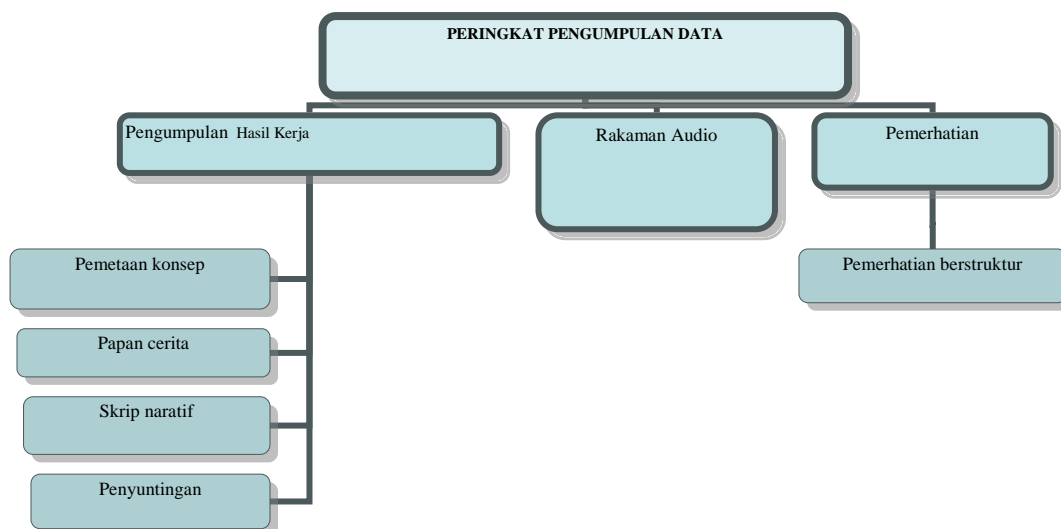 PERINGKAT PENGUMPULAN DATA
Pengumpulan Hasil Kerja
Rakaman Audio
Pemerhatian
Pemetaan konsep
Papan cerita
Skrip naratif
Penyuntingan
Pemerhatian berstruktur